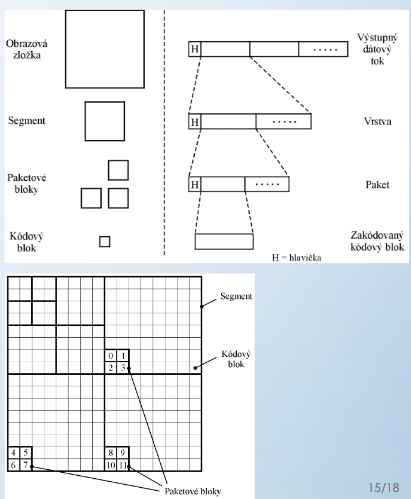 Obrazová
zložka
Segment
Paketové
bloky
Kódový
blok
H
.....
Výstupný
dátový
tok
H
.....
Vrstva
H
.....
Paket
Zakódovaný
kódový blok
H = hlavička
Segment
Kódový
blok
0 1
2 3
4 5
6 7
8 9
10 11
Paketové bloky
15/18